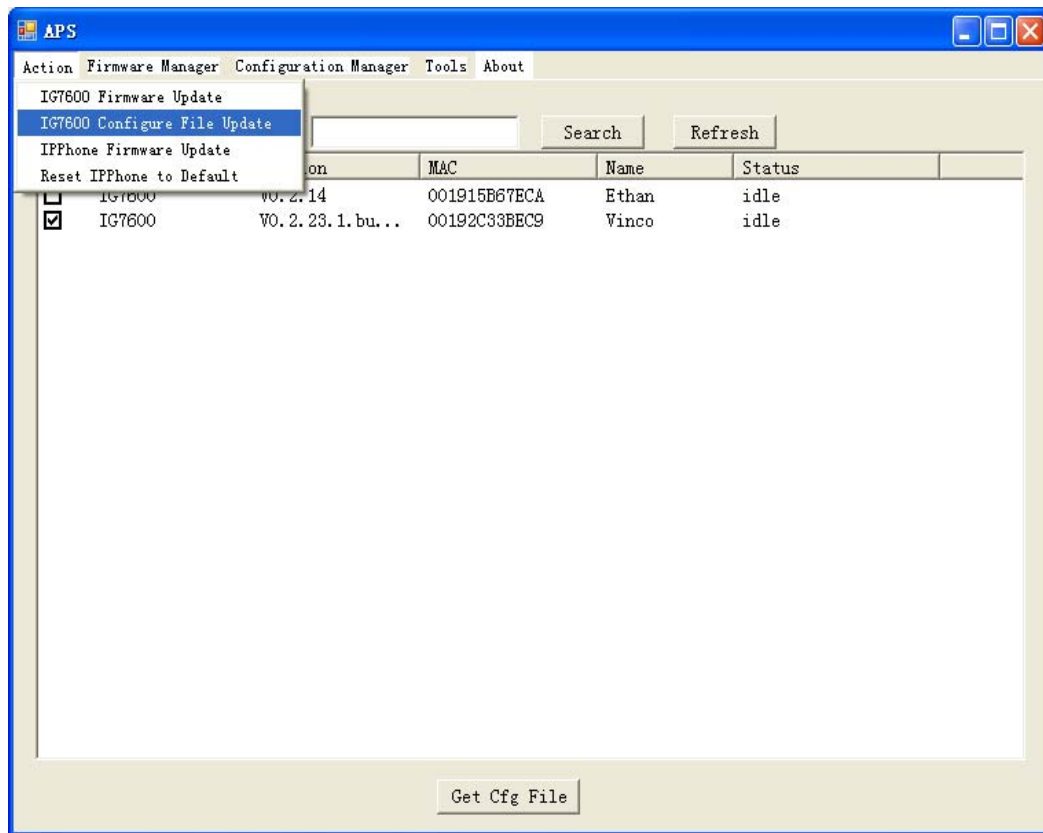 APS
Action Firmware Manager Configuration Manager Tools About
IG7600 Firmware Update
IG7600 Configure File Update
IPPhone Firmware Update
Reset IPPhone to Default
Search Refresh
on MAC Name Status
IG7600 V0.2.14 001915B67ECA Ethan idle
IG7600 V0.2.23.1.bu... 00192C33BEC9 Vinco idle
Get Cfg File